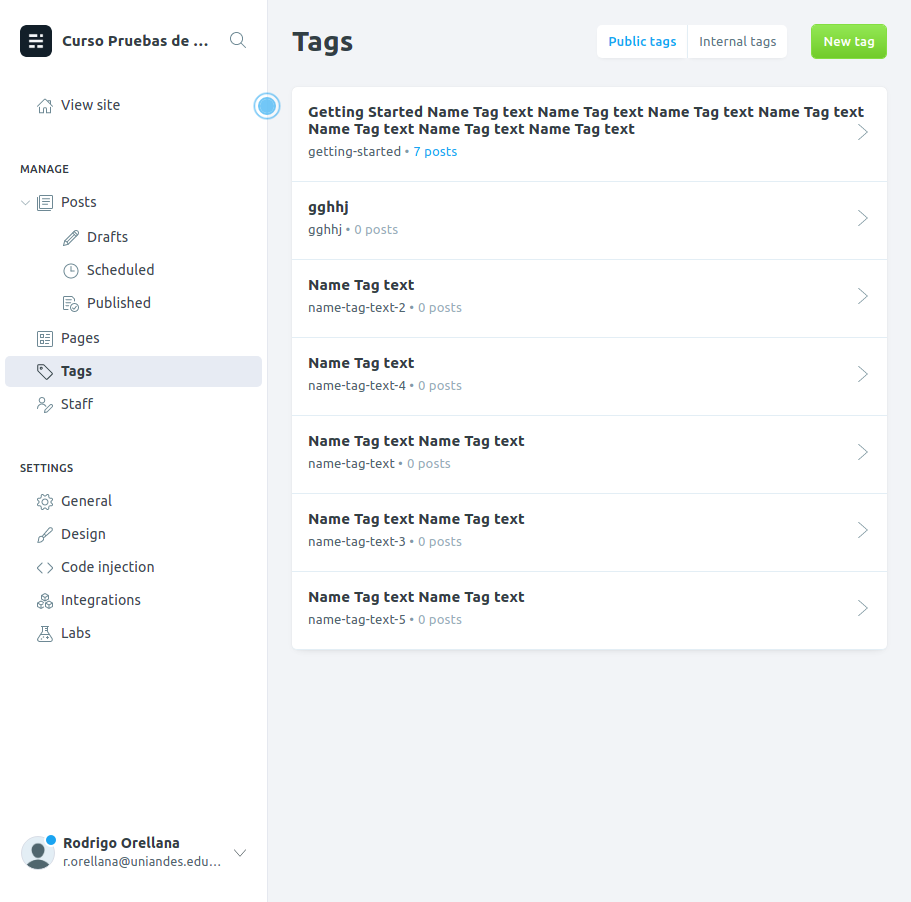 Curso Pruebas de ...
View site
MANAGE
Posts
Drafts
Scheduled
Published
Pages
Tags
Staff
SETTINGS
General
Design
Code injection
Integrations
Labs
Rodrigo Orellana
r.orellana@uniandes.edu...
Tags
Public tags
Internal tags
New tag
Getting Started Name Tag text Name Tag text Name Tag text Name Tag text
Name Tag text Name Tag text Name Tag text
getting-started • 7 posts
gghhj
gghhj • 0 posts
Name Tag text
name-tag-text-2 • 0 posts
Name Tag text
name-tag-text-4 • 0 posts
Name Tag text Name Tag text
name-tag-text • 0 posts
Name Tag text Name Tag text
name-tag-text-3 • 0 posts
Name Tag text Name Tag text
name-tag-text-5 • 0 posts